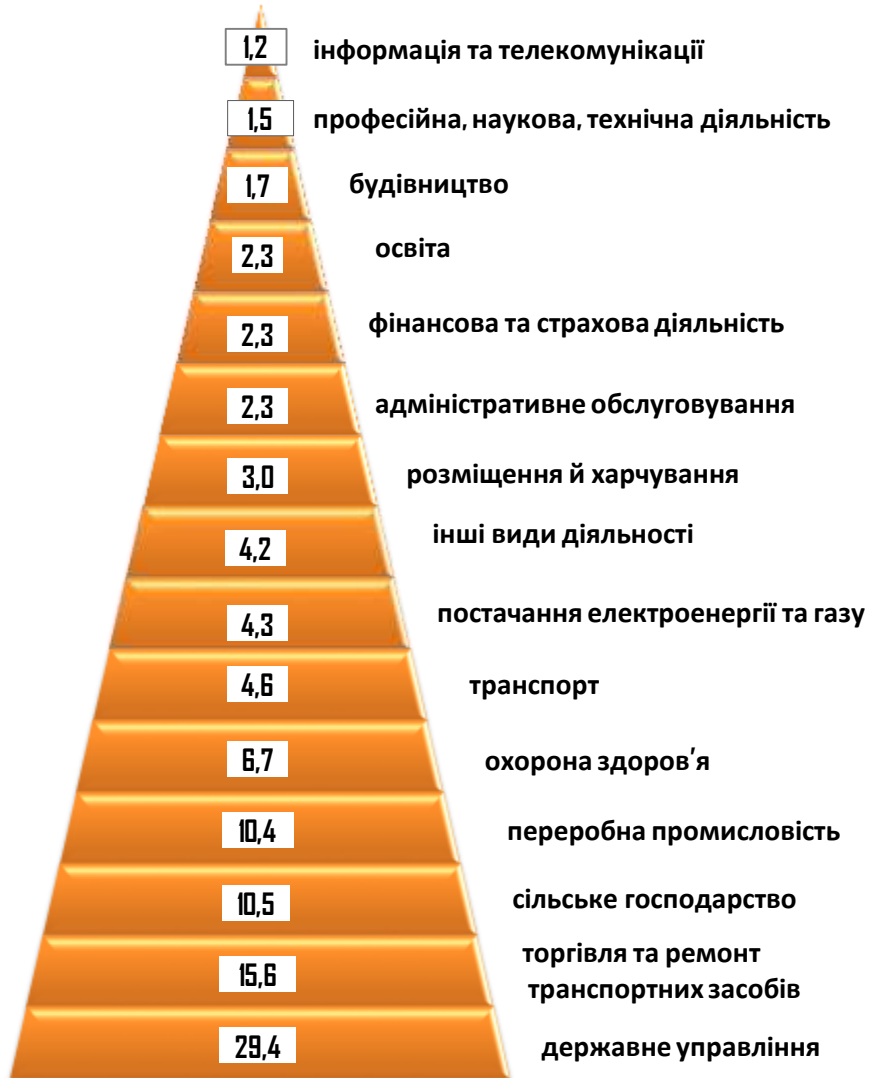 1,2 інформація та телекомунікації
1,5 професійна, наукова, технічна діяльність
1,7 будівництво
2,3 освіта
2,3 фінансова та страхова діяльність
2,3 адміністративне обслуговування
3,0 розміщення й харчування
4,2 інші види діяльності
4,3 постачання електроенергії та газу
4,6 транспорт
6,7 охорона здоров'я
10,4 переробна промисловість
10,5 сільське господарство
15,6 торгівля та ремонт
транспортних засобів
29,4 державне управління